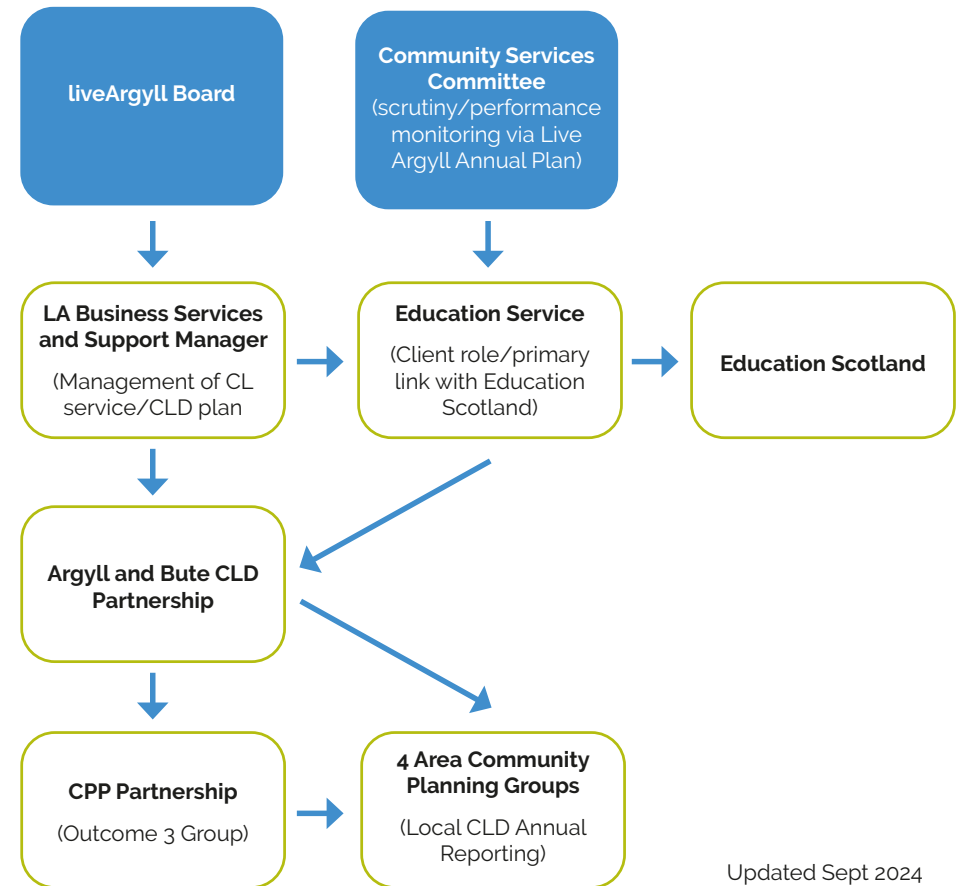 liveArgyll Board
Community Services
Committee
(scrutiny/performance
monitoring via Live
Argyll Annual Plan)
LA Business Services
and Support Manager
(Management of CL
service/CLD plan
Education Service
(Client role/primary
link with Education
Scotland)
Education Scotland
Argyll and Bute CLD
Partnership
CPP Partnership
(Outcome 3 Group)
4 Area Community
Planning Groups
(Local CLD Annual
Reporting)
Updated Sept 2024